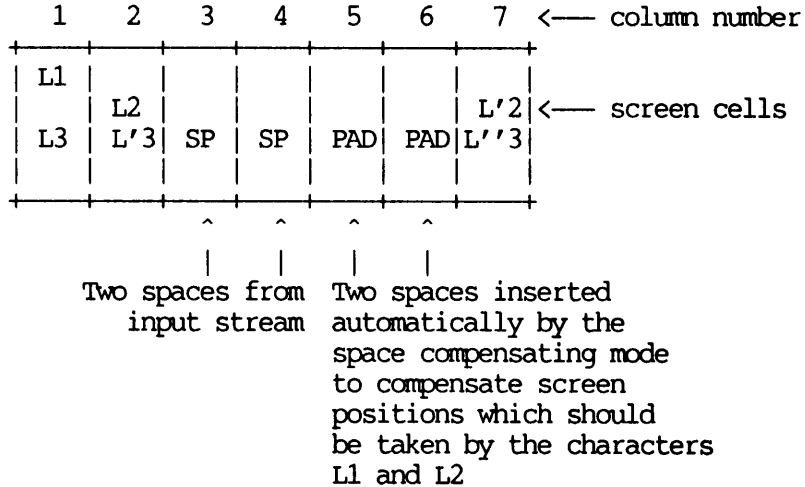 1 2 3 4 5 6 7 <—— column number
L1
L2 L'2 <—— screen cells
L3 L'3 SP SP PAD PAD L''3
^ ^ ^ ^
Two spaces from Two spaces inserted
input stream automatically by the
space compensating mode
to compensate screen
positions which should
be taken by the characters
L1 and L2